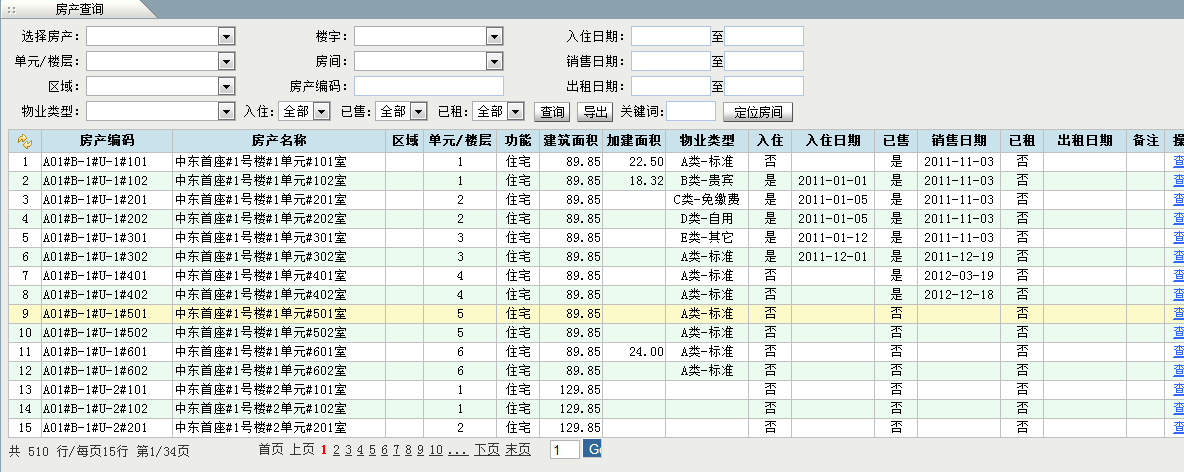 房产查询
选择房产: 楼宇: 入住日期: 至
单元/楼层: 房间: 销售日期: 至
区域: 房产编码: 出租日期: 至
物业类型: 入住: 全部 已售: 全部 已租: 全部 查询 导出 关键词: 定位房间
房产编码 房产名称 区域 单元/楼层 功能 建筑面积 加建面积 物业类型 入住 入住日期 已售 销售日期 已租 出租日期 备注 操
1 A01#B-1#U-1#101 中东首座#1号楼#1单元#101室 1 住宅 89.85 22.50 A类-标准 否 是 2011-11-03 否 查
2 A01#B-1#U-1#102 中东首座#1号楼#1单元#102室 1 住宅 89.85 18.32 B类-贵宾 是 2011-01-01 是 2011-11-03 否 查
3 A01#B-1#U-1#201 中东首座#1号楼#1单元#201室 2 住宅 89.85 C类-免缴费 是 2011-01-05 是 2011-11-03 否 查
4 A01#B-1#U-1#202 中东首座#1号楼#1单元#202室 2 住宅 89.85 D类-自用 是 2011-01-05 是 2011-11-03 否 查
5 A01#B-1#U-1#301 中东首座#1号楼#1单元#301室 3 住宅 89.85 E类-其它 是 2011-01-12 是 2011-11-03 否 查
6 A01#B-1#U-1#302 中东首座#1号楼#1单元#302室 3 住宅 89.85 A类-标准 是 2011-12-01 是 2011-12-19 否 查
7 A01#B-1#U-1#401 中东首座#1号楼#1单元#401室 4 住宅 89.85 A类-标准 否 是 2012-03-19 否 查
8 A01#B-1#U-1#402 中东首座#1号楼#1单元#402室 4 住宅 89.85 A类-标准 否 是 2012-12-18 否 查
9 A01#B-1#U-1#501 中东首座#1号楼#1单元#501室 5 住宅 89.85 A类-标准 否 否 否 查
10 A01#B-1#U-1#502 中东首座#1号楼#1单元#502室 5 住宅 89.85 A类-标准 否 否 否 查
11 A01#B-1#U-1#601 中东首座#1号楼#1单元#601室 6 住宅 89.85 24.00 A类-标准 否 否 否 查
12 A01#B-1#U-1#602 中东首座#1号楼#1单元#602室 6 住宅 89.85 A类-标准 否 否 否 查
13 A01#B-1#U-2#101 中东首座#1号楼#2单元#101室 1 住宅 129.85 否 否 否 查
14 A01#B-1#U-2#102 中东首座#1号楼#2单元#102室 1 住宅 129.85 否 否 否 查
15 A01#B-1#U-2#201 中东首座#1号楼#2单元#201室 2 住宅 129.85 否 否 否 查
共 510 行/每页15行 第1/34页 首页 上页 1 2 3 4 5 6 7 8 9 10 ... 下页 末页 1 Go